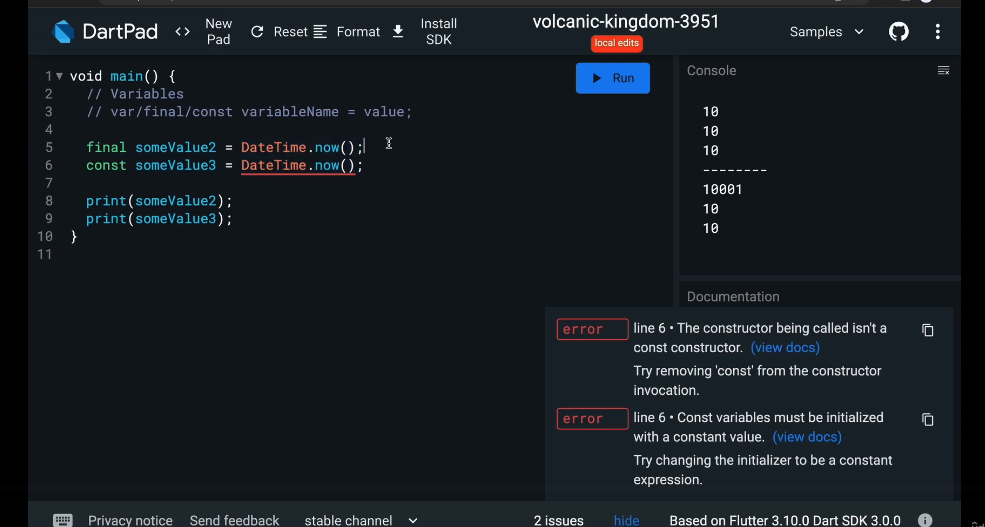 DartPad
<>
New Pad
Reset
Format
Install SDK
volcanic-kingdom-3951
local edits
Samples
1 void main() {
2 // Variables
3 // var/final/const variableName = value;
4
5 final someValue2 = DateTime.now();
6 const someValue3 = DateTime.now();
7
8 print(someValue2);
9 print(someValue3);
10 }
11
Run
Console
10
10
10
--------
10001
10
10
Documentation
error line 6 • The constructor being called isn't a
const constructor. (view docs)
Try removing 'const' from the constructor
invocation.
error line 6 • Const variables must be initialized
with a constant value. (view docs)
Try changing the initializer to be a constant
expression.
Privacy notice Send feedback stable channel 2 issues hide Based on Flutter 3.10.0 Dart SDK 3.0.0